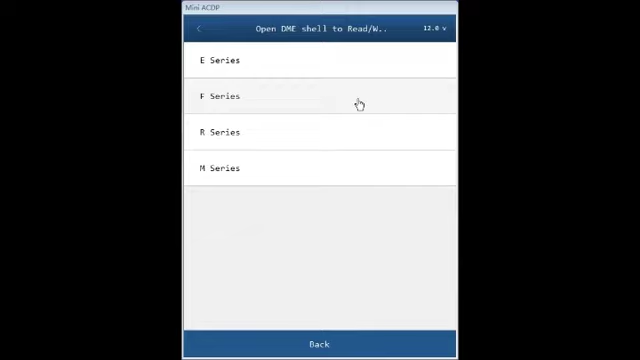 Mini ACDP
Open DME shell to Read/W..
12.0 v
E Series
F Series
R Series
M Series
Back